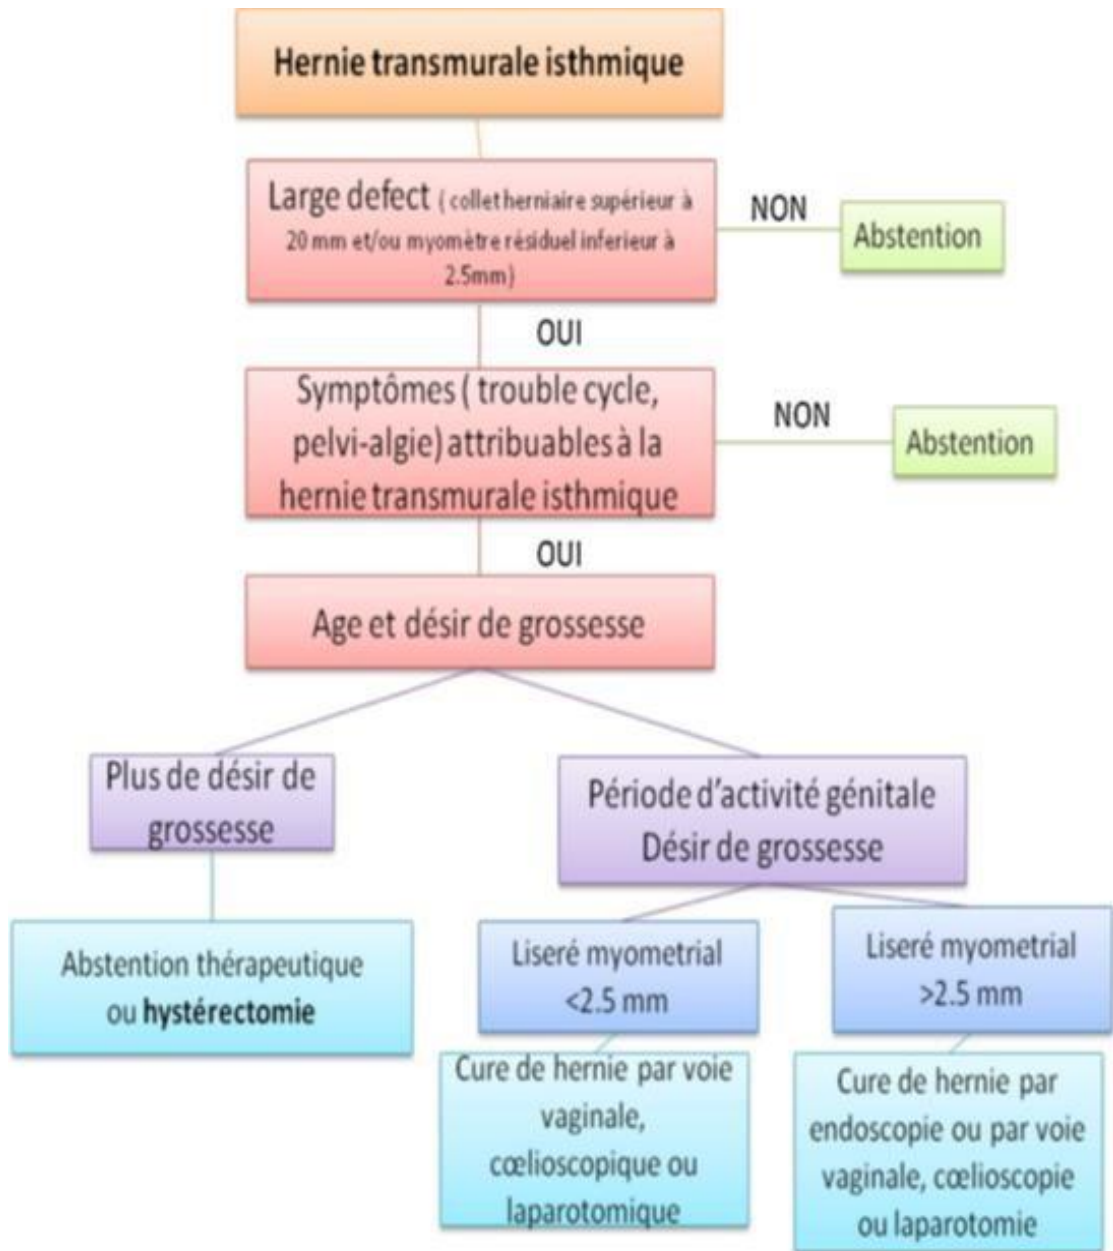 Hernie transmurale isthmique
Large defect ( collet herniaire supérieur à
20 mm et/ou myomètre résiduel inferieur à
2.5mm)
NON
Abstention
OUI
Symptômes ( trouble cycle,
pelvi-algie) attribuables à la
hernie transmurale isthmique
NON
Abstention
OUI
Age et désir de grossesse
Plus de désir de
grossesse
Période d'activité génitale
Désir de grossesse
Abstention thérapeutique
ou hystérectomie
Liseré myometrial
<2.5 mm
Liseré myometrial
>2.5 mm
Cure de hernie par voie
vaginale,
cœlioscopique ou
laparotomique
Cure de hernie par
endoscopie ou par voie
vaginale, cœlioscopie
ou laparotomie